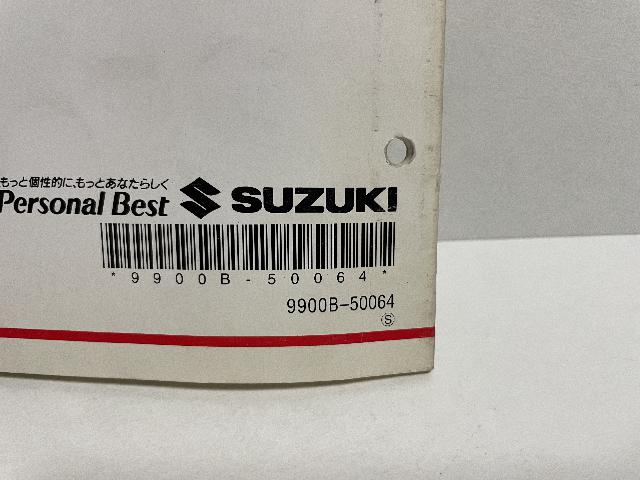 もっと個性的に、もっとあなたらしく
Personal Best SUZUKI
*9900B-50064*
9900B-50064
S